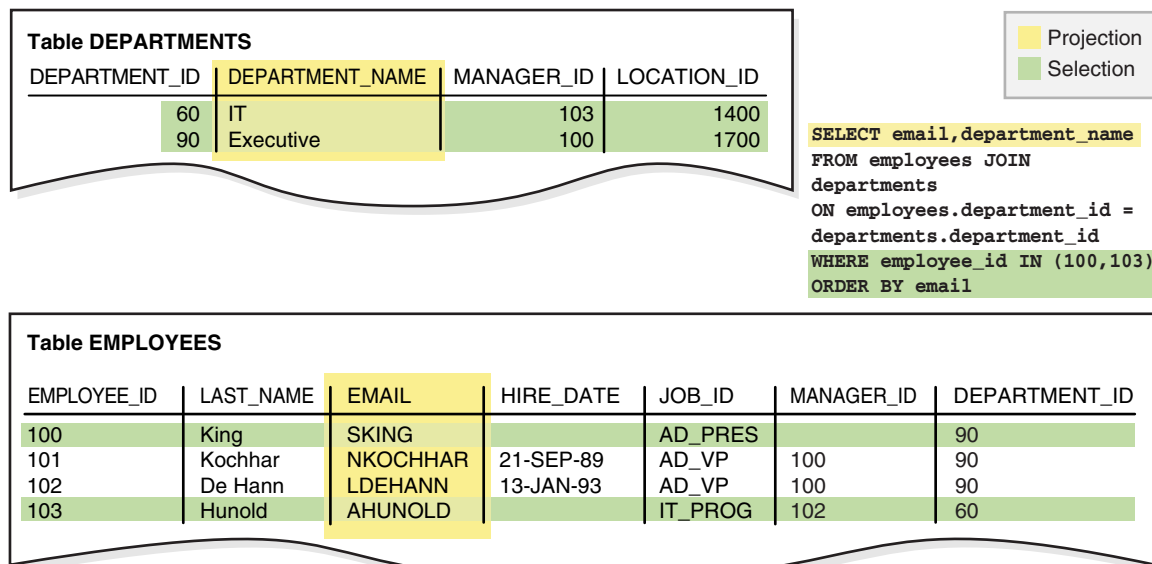 Table DEPARTMENTS
DEPARTMENT_ID DEPARTMENT_NAME MANAGER_ID LOCATION_ID
60 IT 103 1400
90 Executive 100 1700
Projection
Selection
SELECT email,department_name
FROM employees JOIN
departments
ON employees.department_id =
departments.department_id
WHERE employee_id IN (100,103)
ORDER BY email
Table EMPLOYEES
EMPLOYEE_ID LAST_NAME EMAIL HIRE_DATE JOB_ID MANAGER_ID DEPARTMENT_ID
100 King SKING AD_PRES 90
101 Kochhar NKOCHHAR 21-SEP-89 AD_VP 100 90
102 De Hann LDEHANN 13-JAN-93 AD_VP 100 90
103 Hunold AHUNOLD IT_PROG 102 60